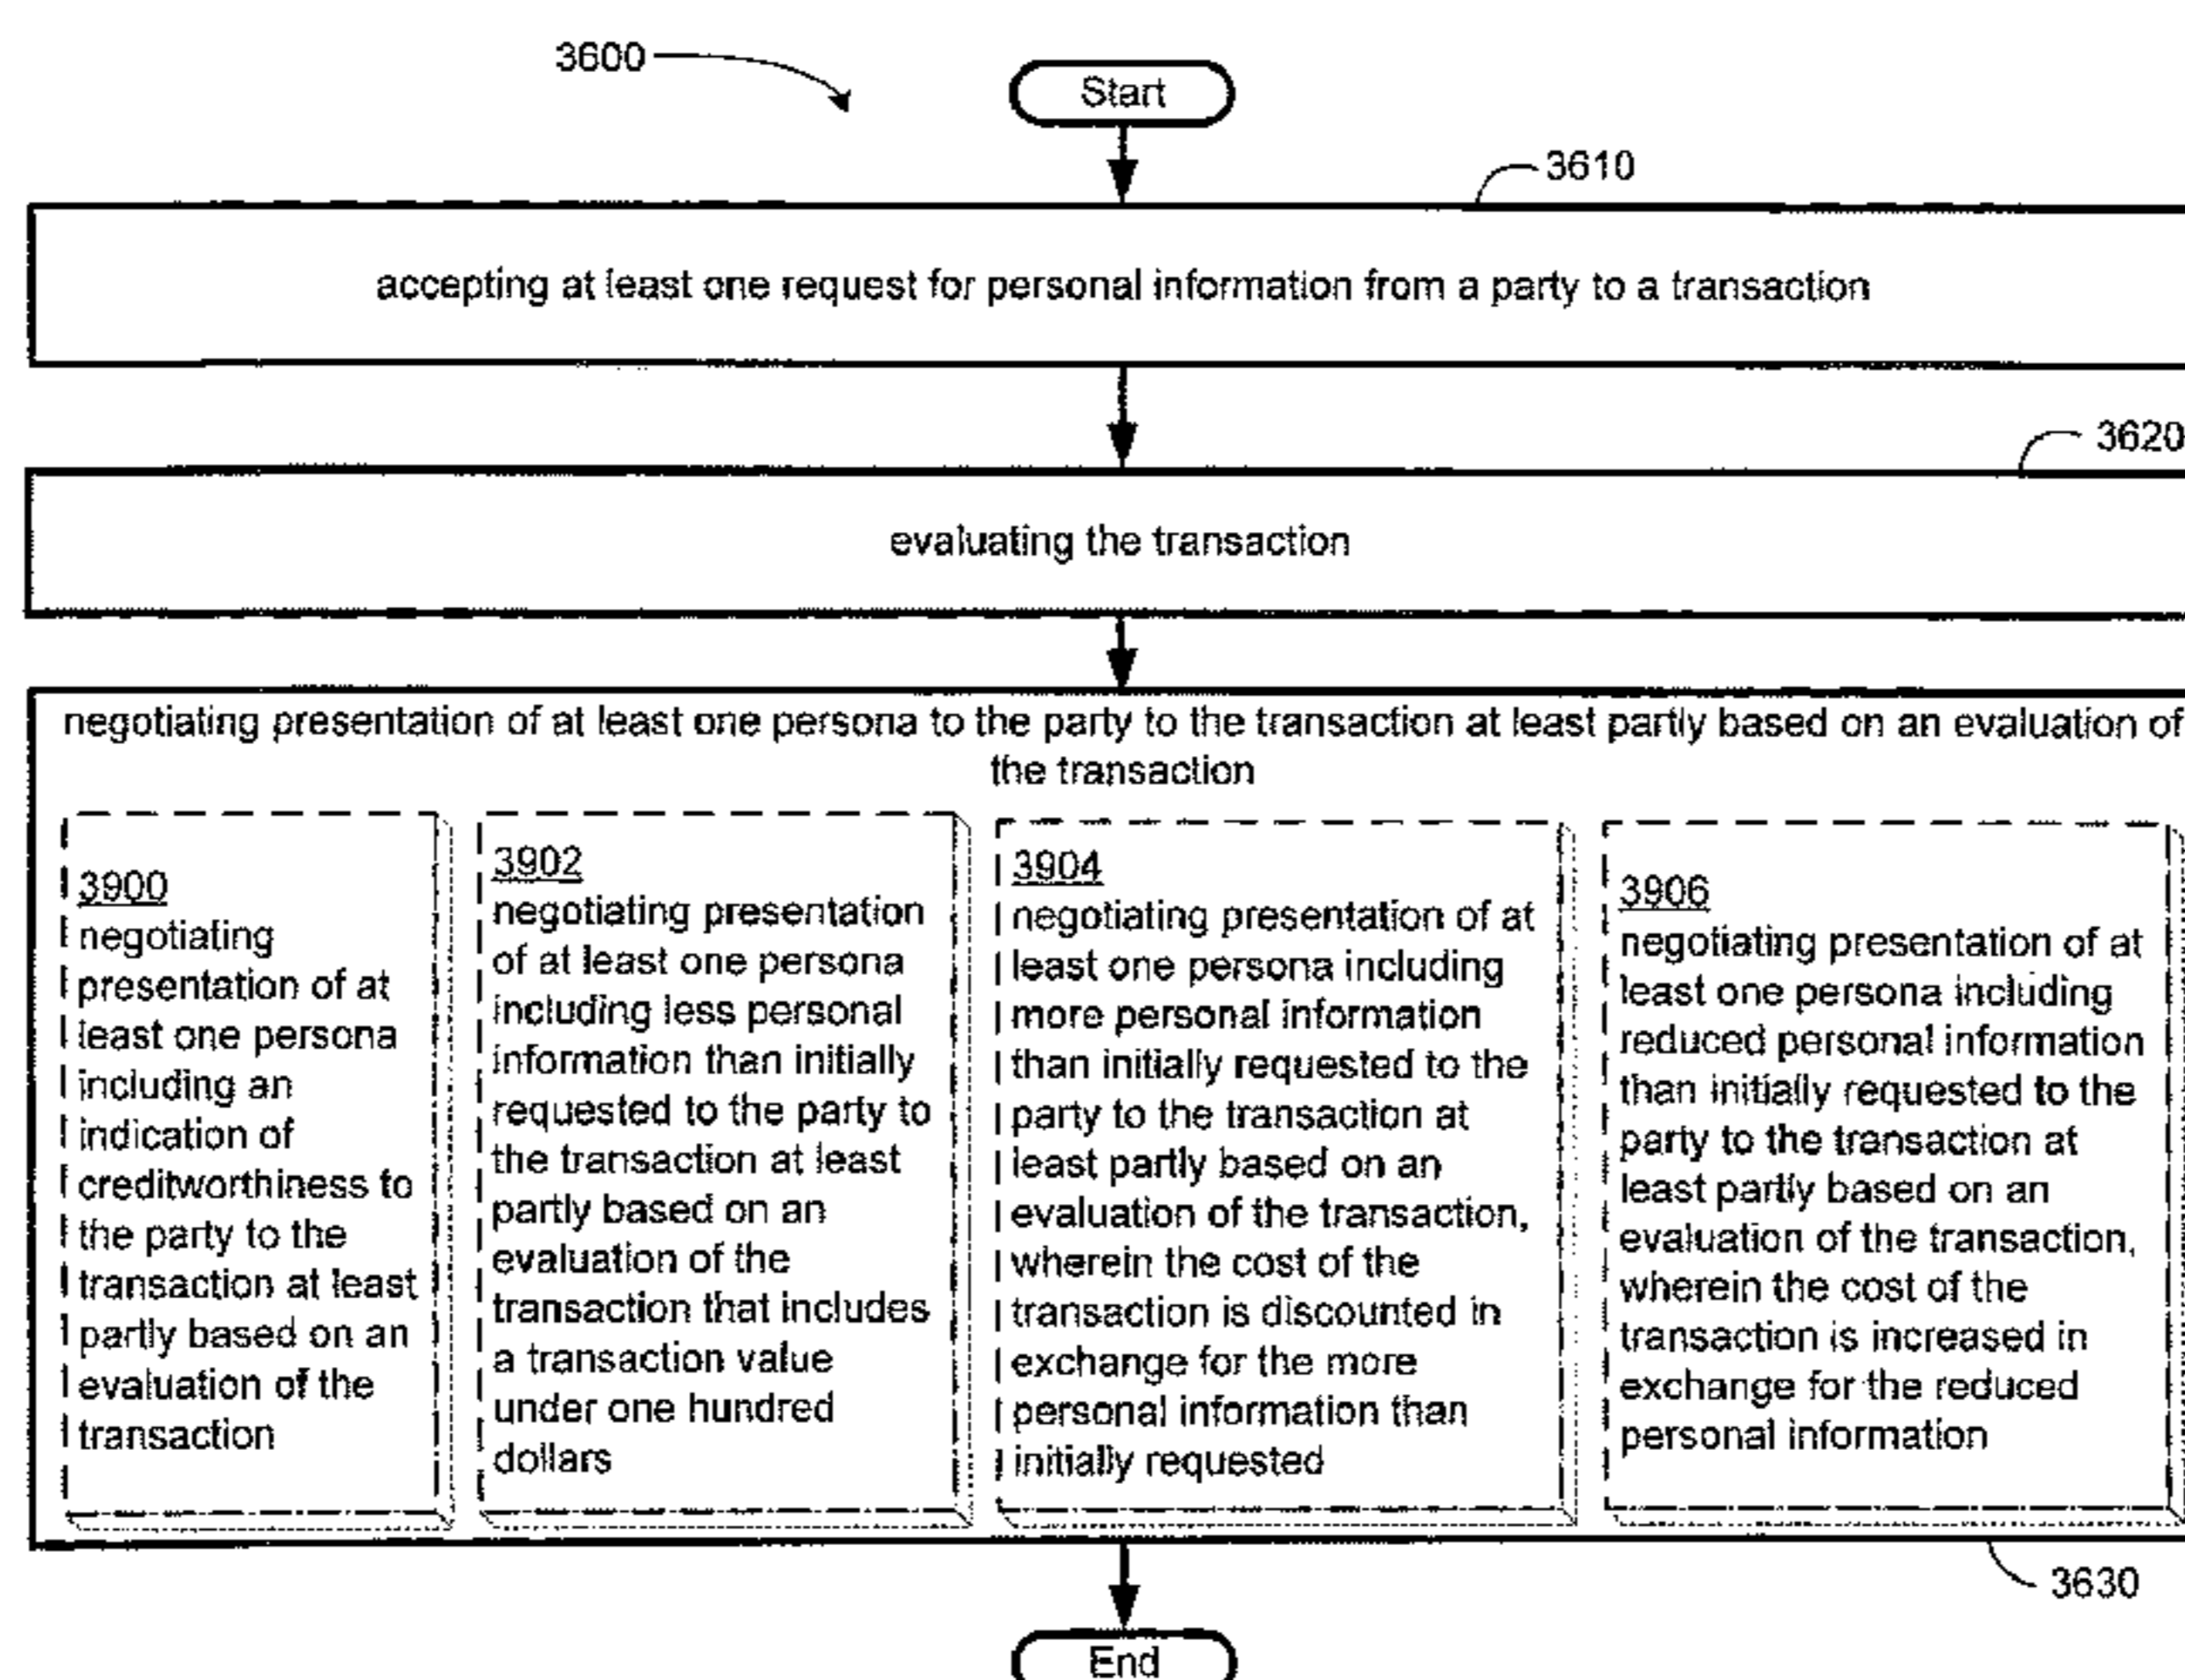 3600
Start
3610
accepting at least one request for personal information from a party to a transaction
3620
evaluating the transaction
negotiating presentation of at least one persona to the party to the transaction at least partly based on an evaluation of
the transaction
3900
negotiating
presentation of at
least one persona
including an
indication of
creditworthiness to
the party to the
transaction at least
partly based on an
evaluation of the
transaction
3902
negotiating presentation
of at least one persona
including less personal
information than initially
requested to the party to
the transaction at least
partly based on an
evaluation of the
transaction that includes
a transaction value
under one hundred
dollars
3904
negotiating presentation of at
least one persona including
more personal information
than initially requested to the
party to the transaction at
least partly based on an
evaluation of the transaction,
wherein the cost of the
transaction is discounted in
exchange for the more
personal information than
initially requested
3906
negotiating presentation of at
least one persona including
reduced personal information
than initially requested to the
party to the transaction at
least partly based on an
evaluation of the transaction,
wherein the cost of the
transaction is increased in
exchange for the reduced
personal information
3630
End